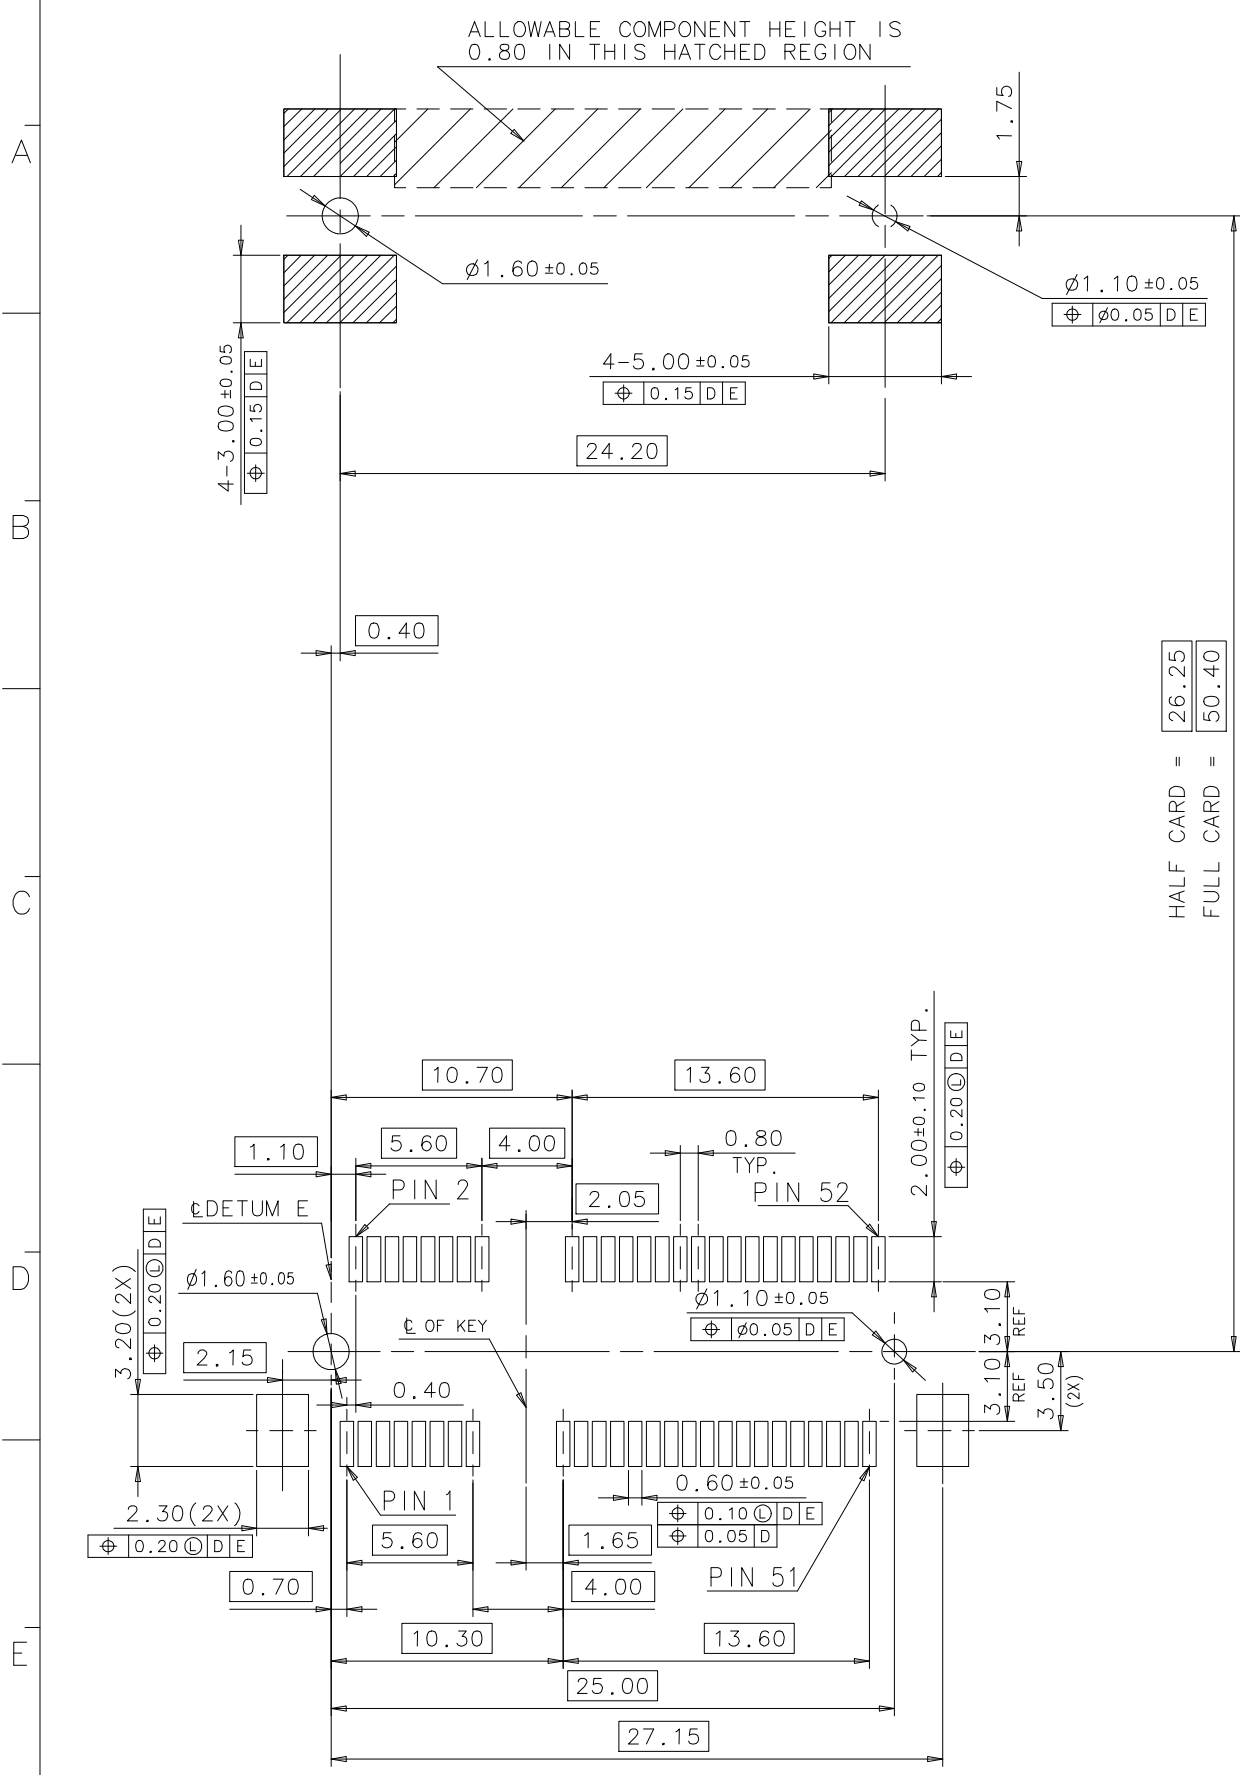 ALLOWABLE COMPONENT HEIGHT IS
0.80 IN THIS HATCHED REGION
1.75
A
⌀1.60±0.05
⌀1.10±0.05
⌖ ⌀0.05 D E
4-3.00±0.05
⌖ 0.15 D E
4-5.00±0.05
⌖ 0.15 D E
24.20
B
0.40
HALF CARD = 26.25
FULL CARD = 50.40
C
2.00±0.10 TYP.
⌖ 0.20 Ⓛ D E
10.70
13.60
1.10
5.60
4.00
0.80
TYP.
PIN 2
2.05
PIN 52
℄DETUM E
D
3.20(2X)
⌖ 0.20 Ⓛ D E
⌀1.60±0.05
⌀1.10±0.05
⌖ ⌀0.05 D E
℄ OF KEY
3.10
REF
2.15
0.40
3.10
REF
3.50
(2X)
PIN 1
0.60±0.05
⌖ 0.10 Ⓛ D E
⌖ 0.05 D
2.30(2X)
⌖ 0.20 Ⓛ D E
5.60
1.65
PIN 51
0.70
4.00
E
10.30
13.60
25.00
27.15